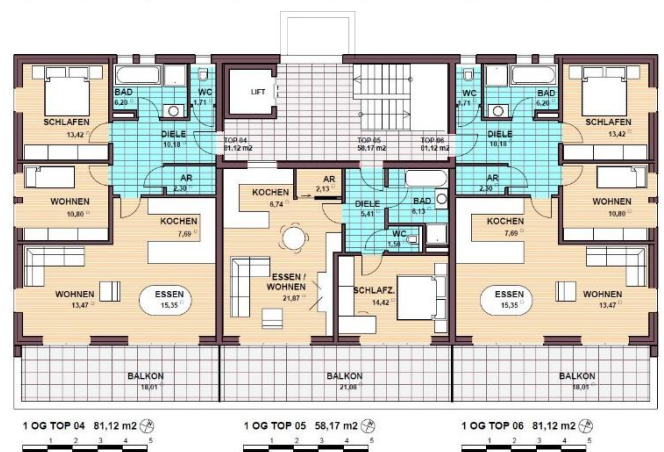 LIFT
BAD
6,20
WC
1,71
SCHLAFEN
13,42
DIELE
10,18
TOP 04
81,12 m2
AR
2,30
WOHNEN
10,80
KOCHEN
7,69
WOHNEN
13,47
ESSEN
15,35
BALKON
18,01
TOP 05
58,17 m2
KOCHEN
6,74
AR
2,13
DIELE
5,41
BAD
6,13
WC
1,50
ESSEN /
WOHNEN
21,87
SCHLAFZ.
14,42
BALKON
21,08
TOP 06
81,12 m2
WC
1,71
BAD
6,20
SCHLAFEN
13,42
DIELE
10,18
AR
2,30
WOHNEN
10,80
KOCHEN
7,69
ESSEN
15,35
WOHNEN
13,47
BALKON
18,01
1 OG TOP 04 81,12 m2
1 2 3 4 5
1 OG TOP 05 58,17 m2
1 2 3 4 5
1 OG TOP 06 81,12 m2
1 2 3 4 5